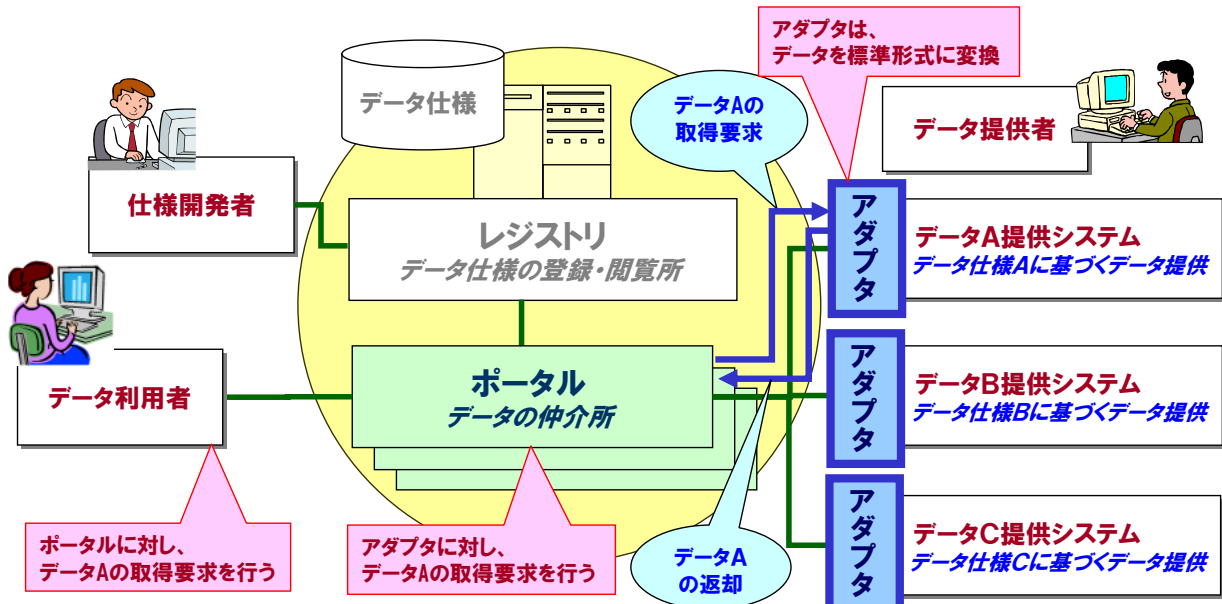 アダプタは、
データを標準形式に変換
データ仕様
データAの
取得要求
データ提供者
仕様開発者
レジストリ
データ仕様の登録・閲覧所
アダプタ
データA提供システム
データ仕様Aに基づくデータ提供
データ利用者
ポータル
データの仲介所
アダプタ
データB提供システム
データ仕様Bに基づくデータ提供
ポータルに対し、
データAの取得要求を行う
アダプタに対し、
データAの取得要求を行う
データA
の返却
アダプタ
データC提供システム
データ仕様Cに基づくデータ提供